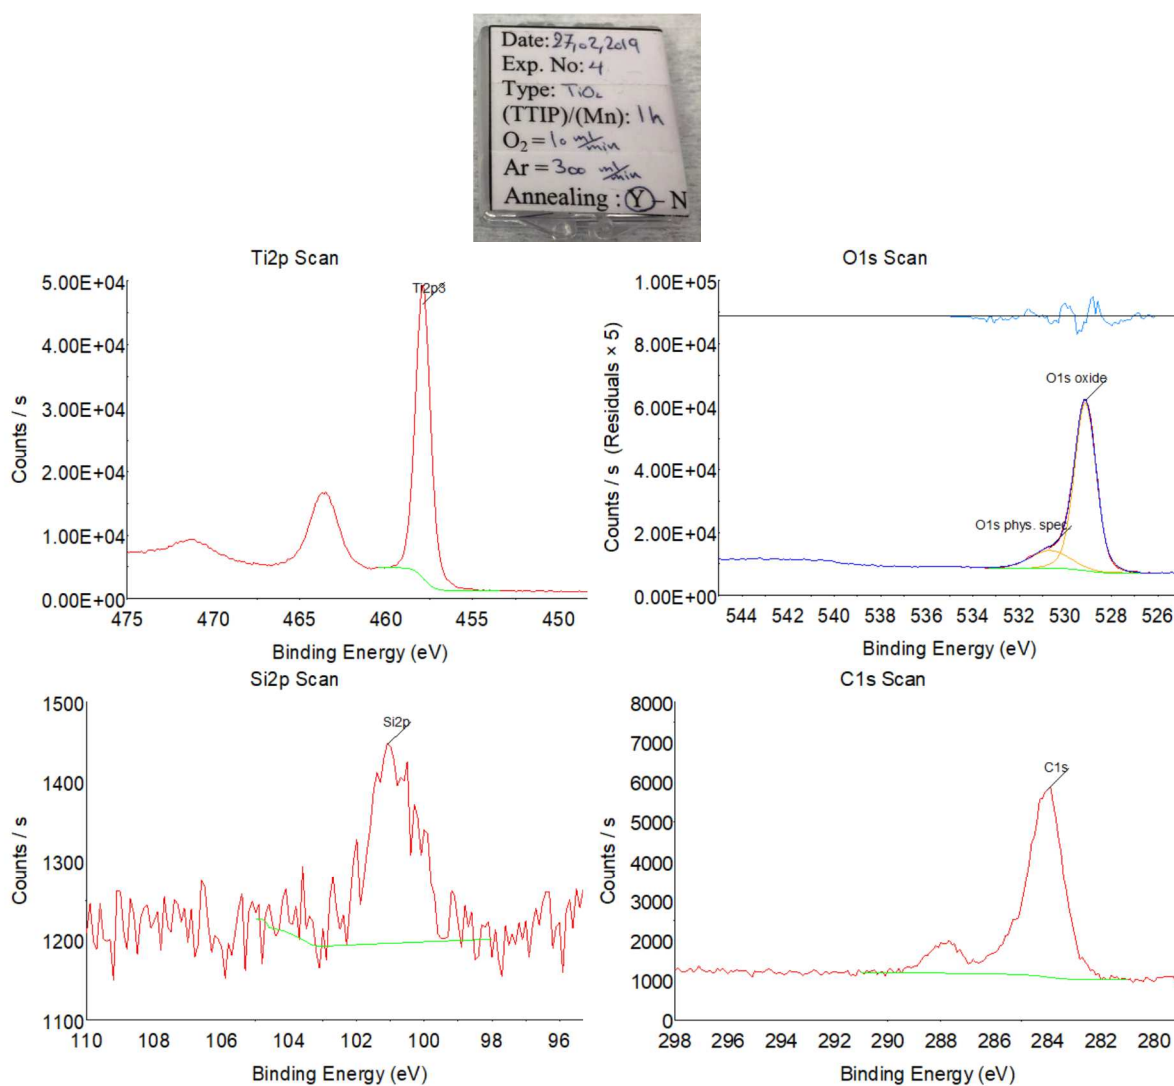 Date: 27,02,2019
Exp. No: 4
Type: TiO2
(TTIP)/(Mn): 1h
O2 = 10 ml/min
Ar = 300 ml/min
Annealing : Y - N
Ti2p Scan
Ti2p3
5.00E+04
4.00E+04
3.00E+04
2.00E+04
1.00E+04
0.00E+00
Counts / s
475 470 465 460 455 450
Binding Energy (eV)
O1s Scan
1.00E+05
8.00E+04
6.00E+04
4.00E+04
2.00E+04
0.00E+00
Counts / s (Residuals × 5)
O1s oxide
O1s phys. spec
544 542 540 538 536 534 532 530 528 526
Binding Energy (eV)
Si2p Scan
1500
1400
1300
1200
1100
Counts / s
Si2p
110 108 106 104 102 100 98 96
Binding Energy (eV)
C1s Scan
8000
7000
6000
5000
4000
3000
2000
1000
0
Counts / s
C1s
298 296 294 292 290 288 286 284 282 280
Binding Energy (eV)